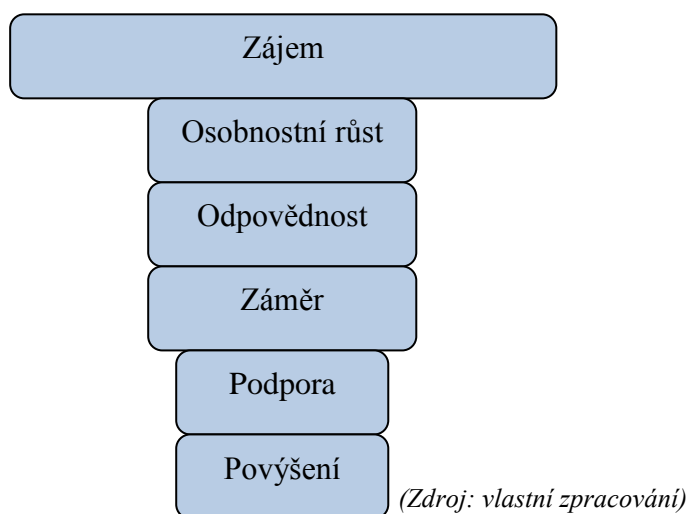 Zájem
Osobnostní růst
Odpovědnost
Záměr
Podpora
Povýšení
(Zdroj: vlastní zpracování)